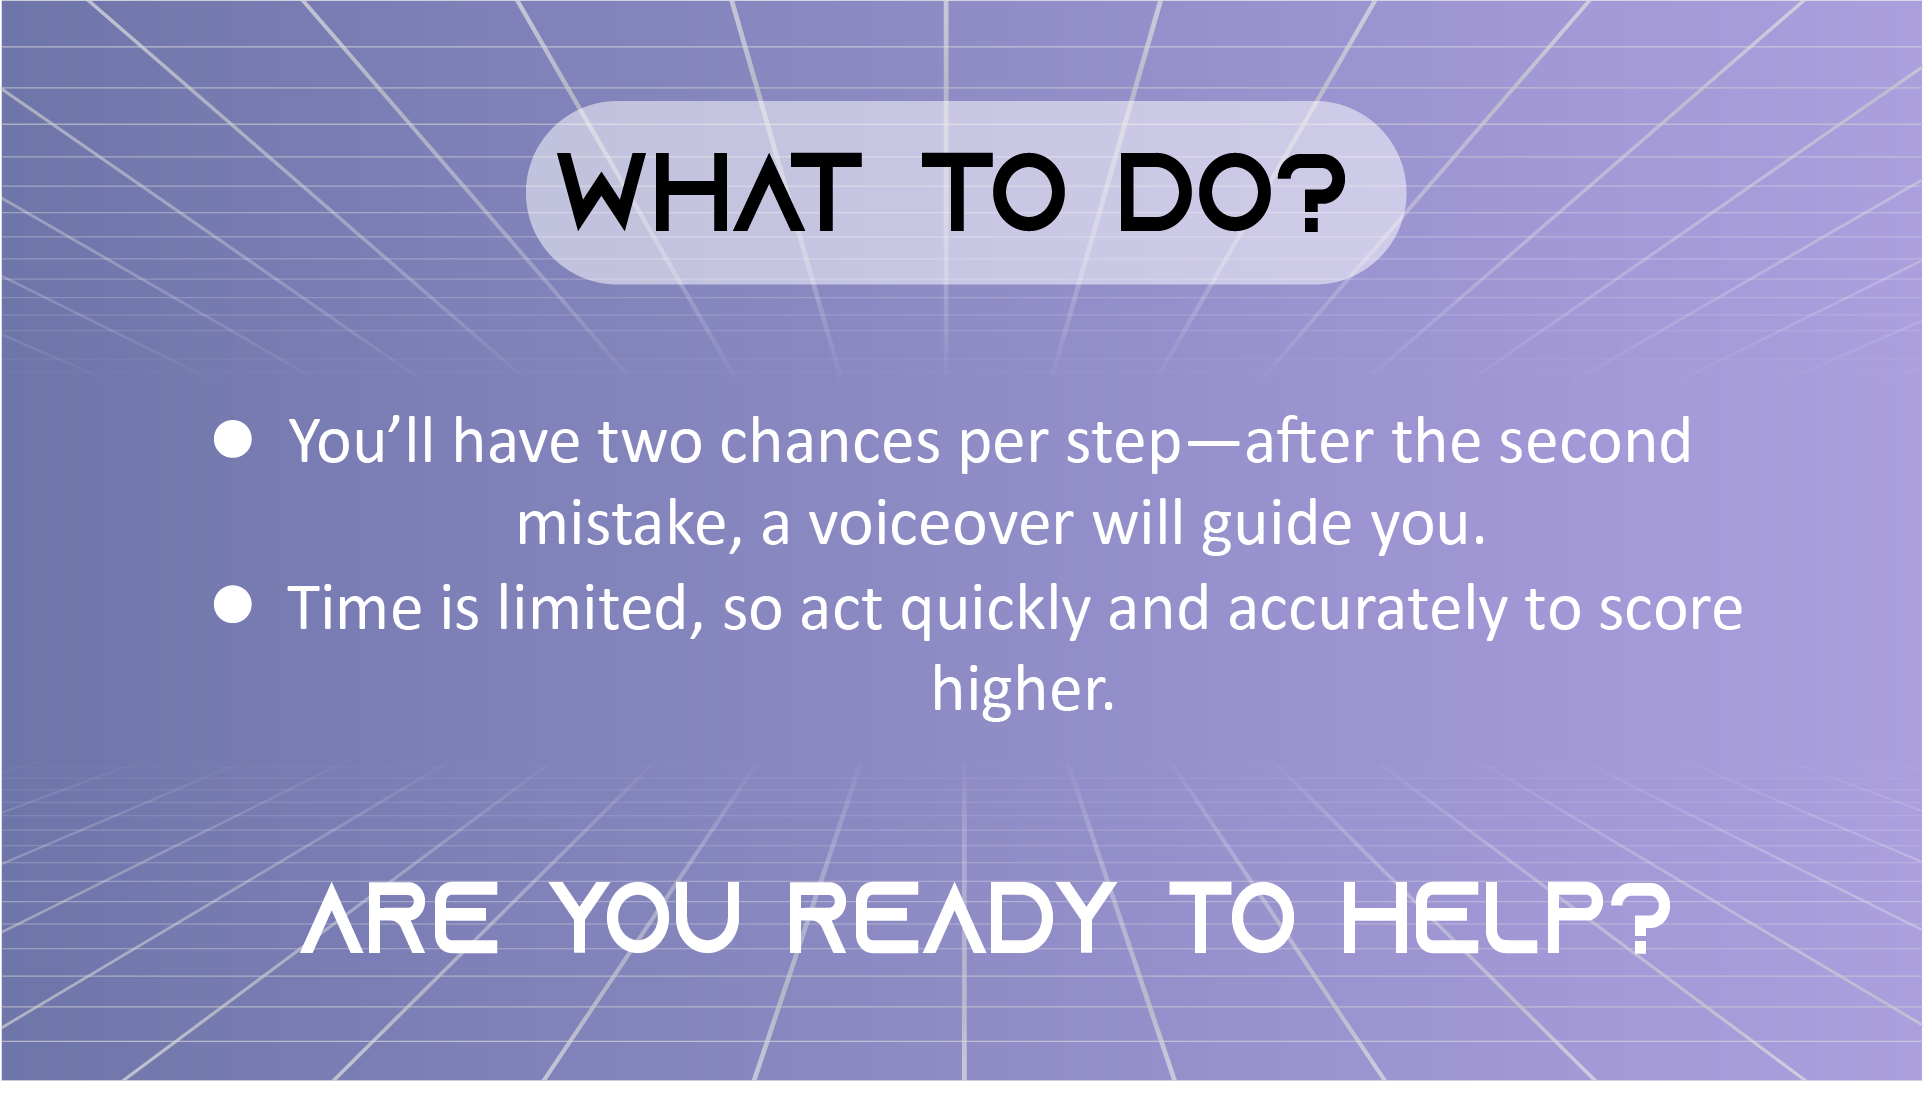 WHAT TO DO?
● You’ll have two chances per step—after the second
mistake, a voiceover will guide you.
● Time is limited, so act quickly and accurately to score
higher.
ARE YOU READY TO HELP?